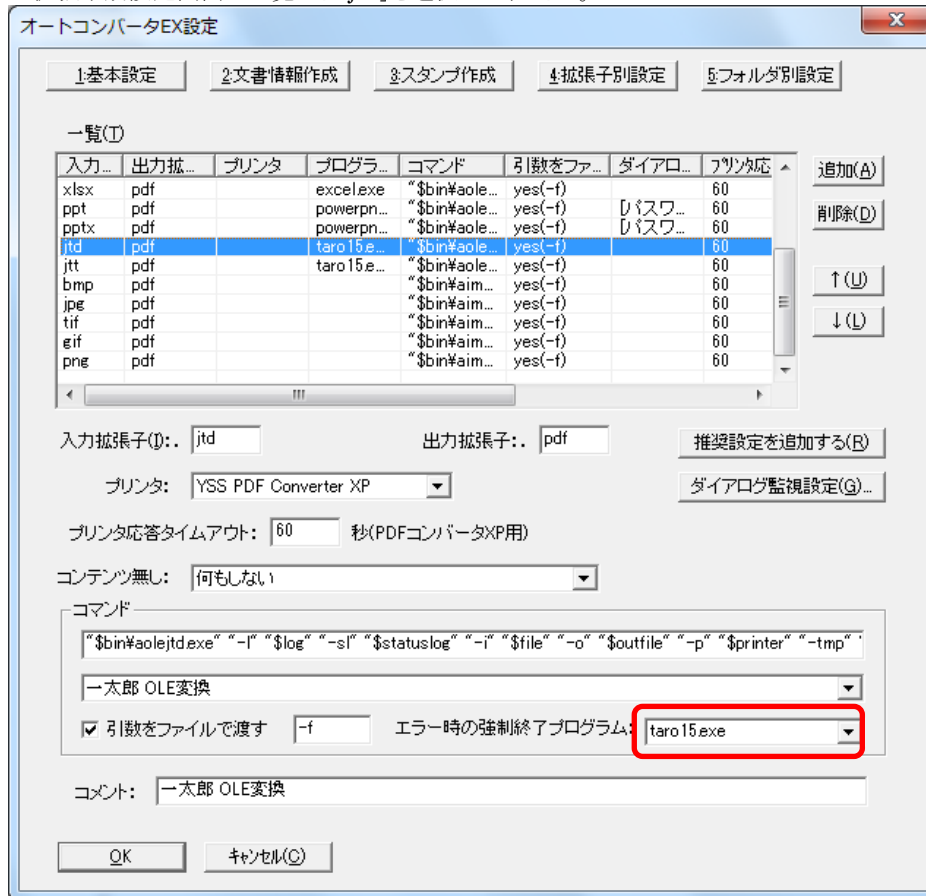 オートコンバータEX設定
1:基本設定 2:文書情報作成 3:スタンプ作成 4:拡張子別設定 5:フォルダ別設定
一覧(T)
入力... 出力拡... プリンタ プログラ... コマンド 引数をファ... ダイアロ... プリンタ応
xlsx pdf excel.exe "$bin¥aole... yes(-f) 60
ppt pdf powerpn... "$bin¥aole... yes(-f) [パスワ... 60
pptx pdf powerpn... "$bin¥aole... yes(-f) [パスワ... 60
jtd pdf taro15.e... "$bin¥aole... yes(-f) 60
jtt pdf taro15.e... "$bin¥aole... yes(-f) 60
bmp pdf "$bin¥aim... yes(-f) 60
jpg pdf "$bin¥aim... yes(-f) 60
tif pdf "$bin¥aim... yes(-f) 60
gif pdf "$bin¥aim... yes(-f) 60
png pdf "$bin¥aim... yes(-f) 60
追加(A)
削除(D)
↑(U)
↓(L)
入力拡張子(I):. jtd 出力拡張子:. pdf 推奨設定を追加する(R)
プリンタ: YSS PDF Converter XP ダイアログ監視設定(G)...
プリンタ応答タイムアウト: 60 秒(PDFコンバータXP用)
コンテンツ無し: 何もしない
コマンド
"$bin¥aolejtd.exe" "-l" "$log" "-sl" "$statuslog" "-i" "$file" "-o" "$outfile" "-p" "$printer" "-tmp" "
一太郎 OLE変換
引数をファイルで渡す -f エラー時の強制終了プログラム: taro15.exe
コメント: 一太郎 OLE変換
OK キャンセル(C)